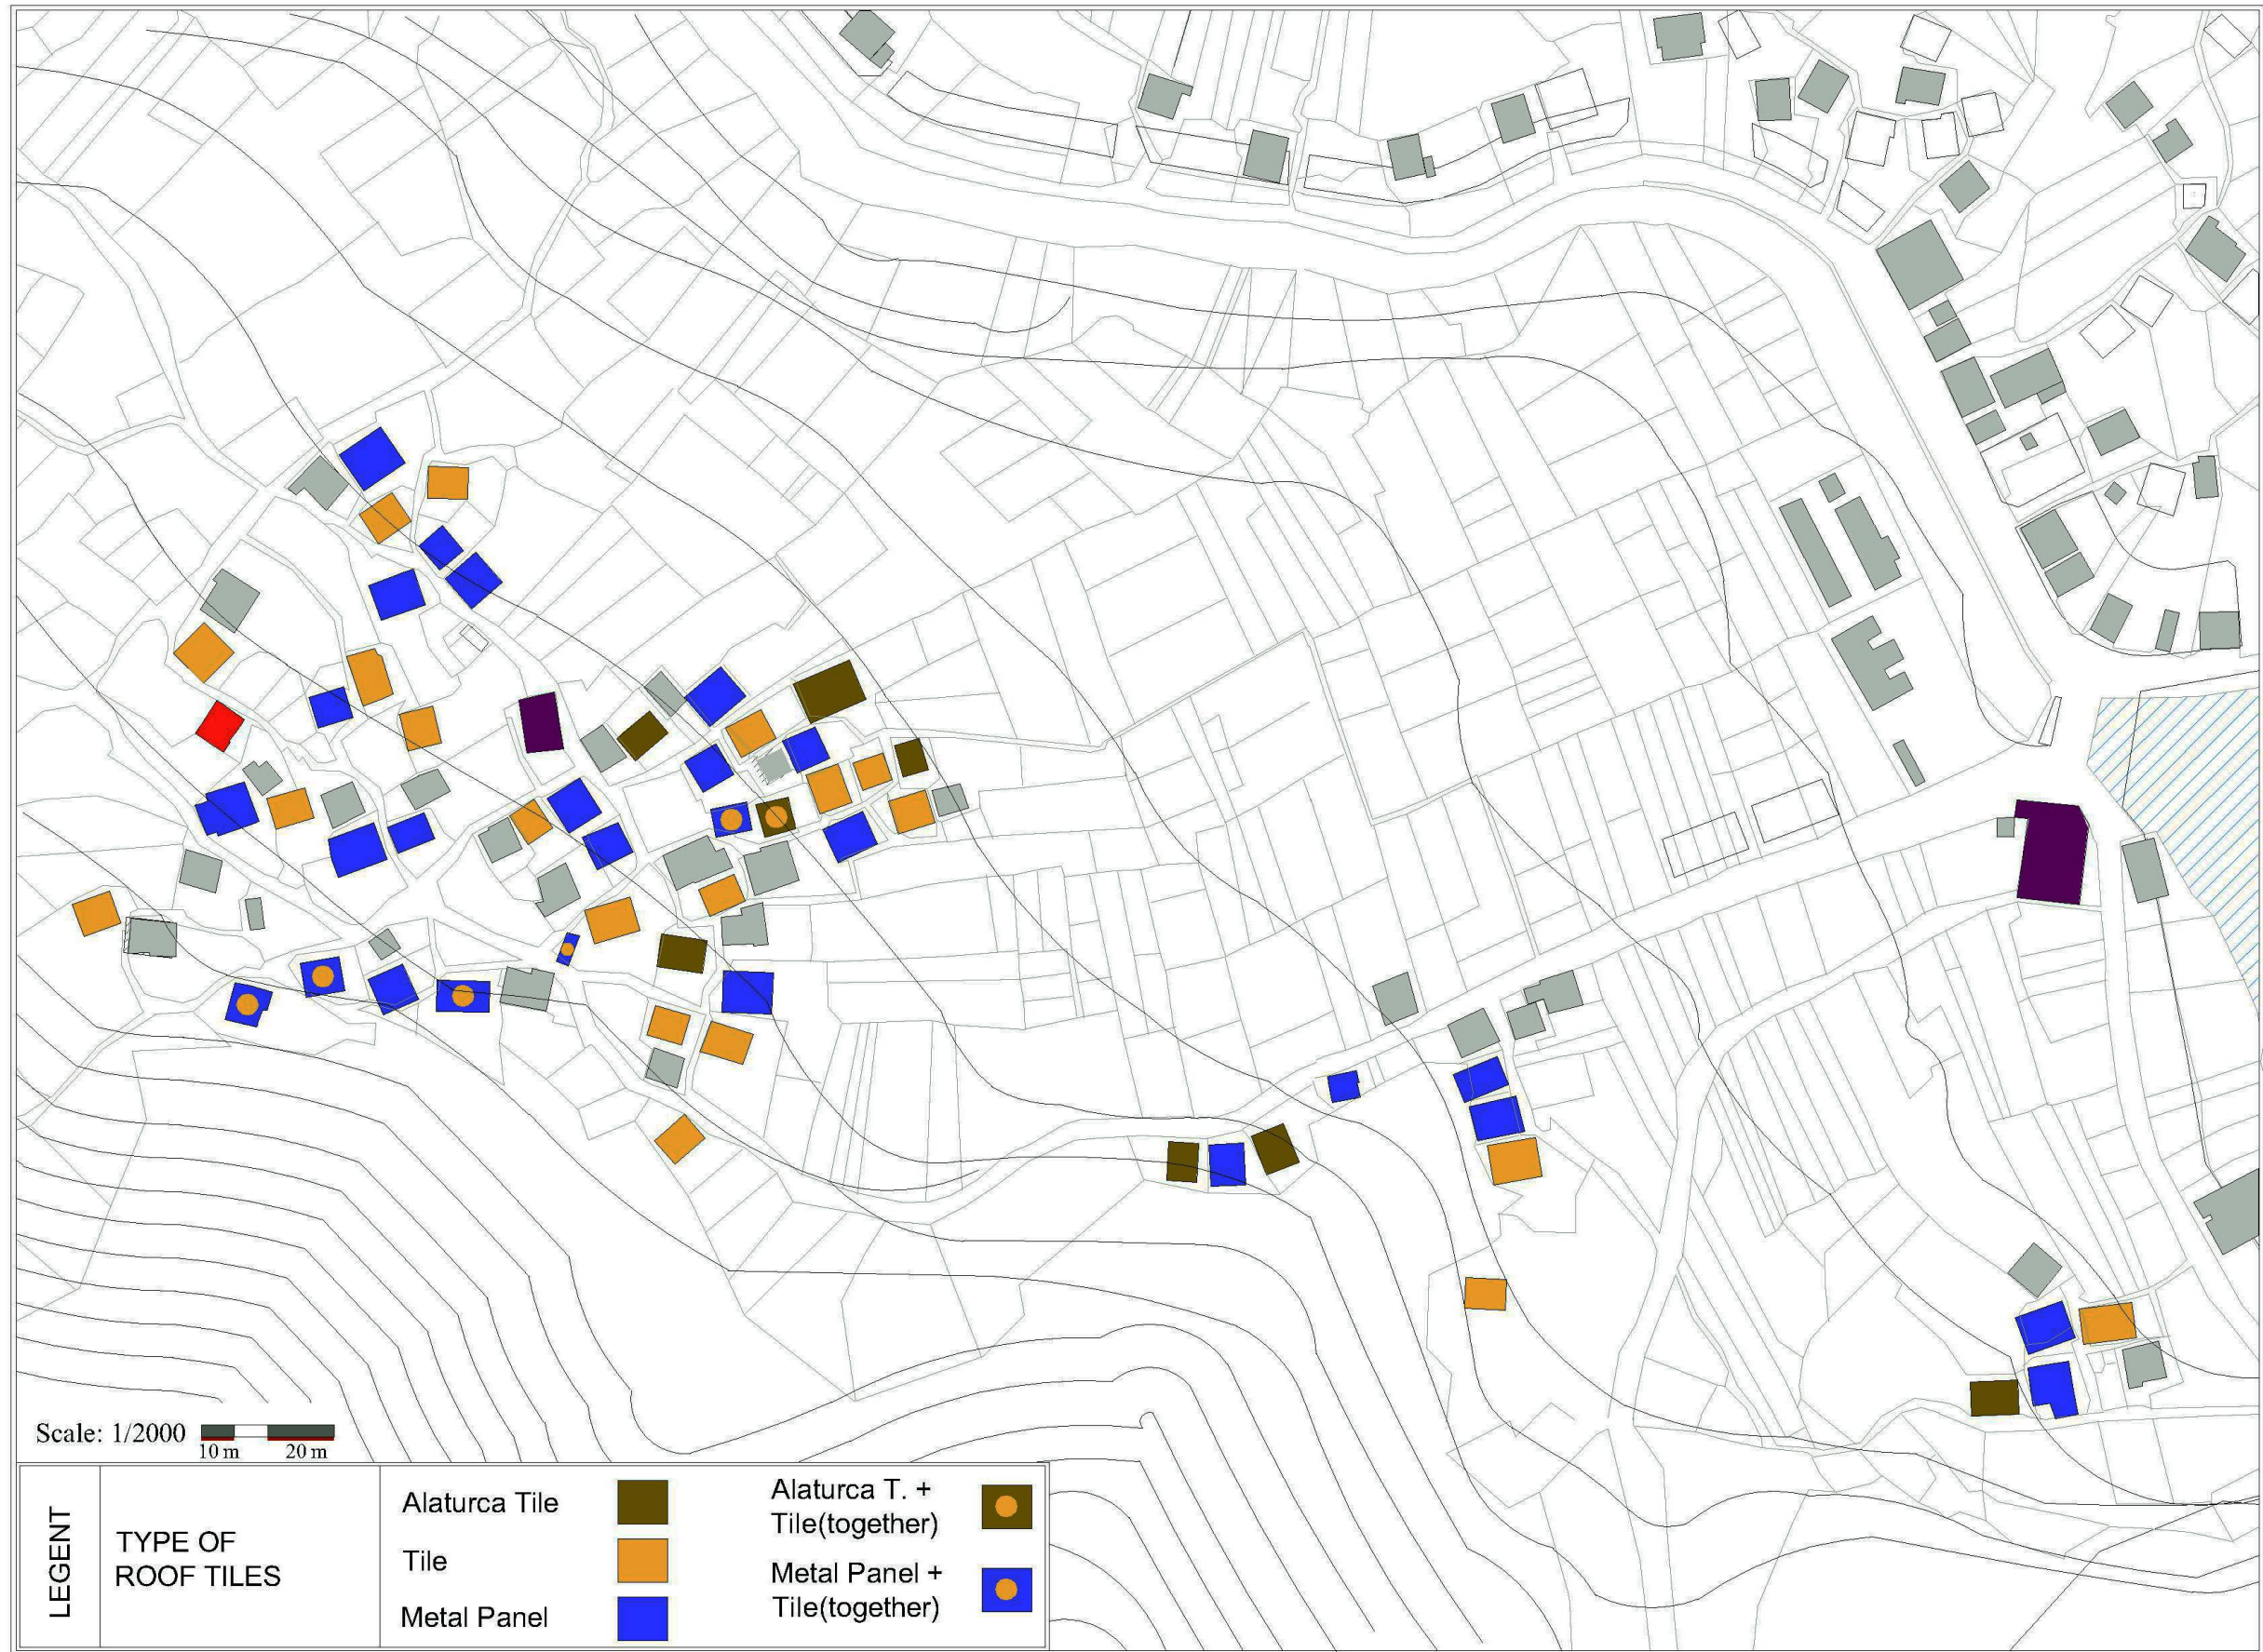 Scale: 1/2000
10 m 20 m
LEGENT
TYPE OF
ROOF TILES
Alaturca Tile
Tile
Metal Panel
Alaturca T. +
Tile(together)
Metal Panel +
Tile(together)